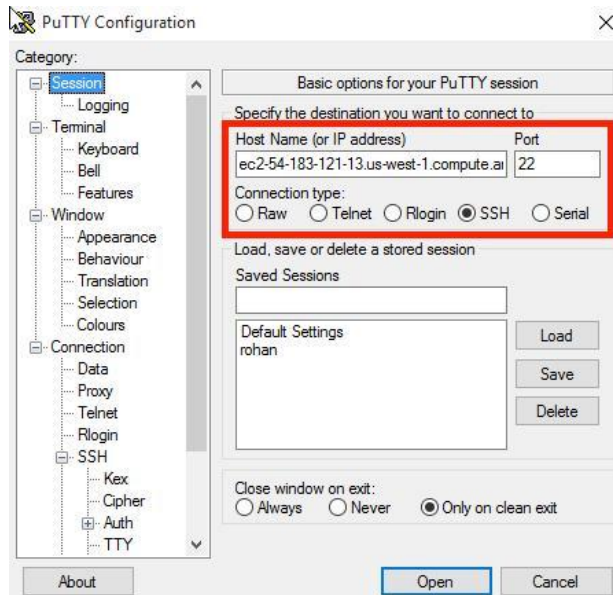 PuTTY Configuration
Category:
Session
Logging
Terminal
Keyboard
Bell
Features
Window
Appearance
Behaviour
Translation
Selection
Colours
Connection
Data
Proxy
Telnet
Rlogin
SSH
Kex
Cipher
Auth
TTY
Basic options for your PuTTY session
Specify the destination you want to connect to
Host Name (or IP address) Port
ec2-54-183-121-13.us-west-1.compute.ar 22
Connection type:
Raw Telnet Rlogin SSH Serial
Load, save or delete a stored session
Saved Sessions
Default Settings
rohan
Load
Save
Delete
Close window on exit:
Always Never Only on clean exit
About Open Cancel